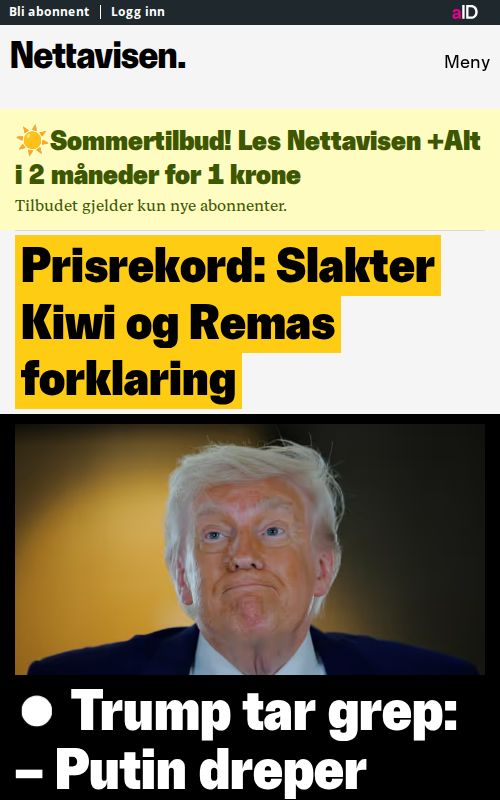 Bli abonnent | Logg inn
aID
Nettavisen.
Meny
☀️Sommertilbud! Les Nettavisen +Alt
i 2 måneder for 1 krone
Tilbudet gjelder kun nye abonnenter.
Prisrekord: Slakter
Kiwi og Remas
forklaring
● Trump tar grep:
– Putin dreper